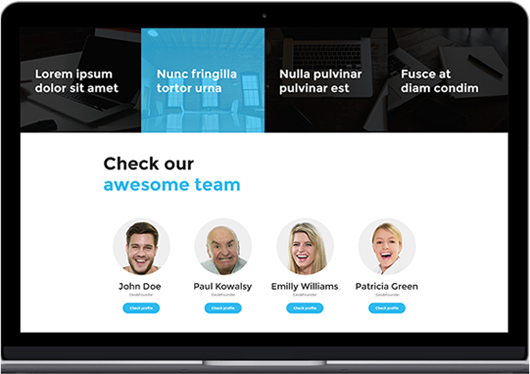 Lorem ipsum
dolor sit amet
Nunc fringilla
tortor urna
Nulla pulvinar
pulvinar est
Fusce at
diam condim
Check our
awesome team
John Doe
Paul Kowalsy
Emilly Williams
Patricia Green
Ceo&founder
Ceo&founder
Ceo&founder
Ceo&founder
Check profile
Check profile
Check profile
Check profile